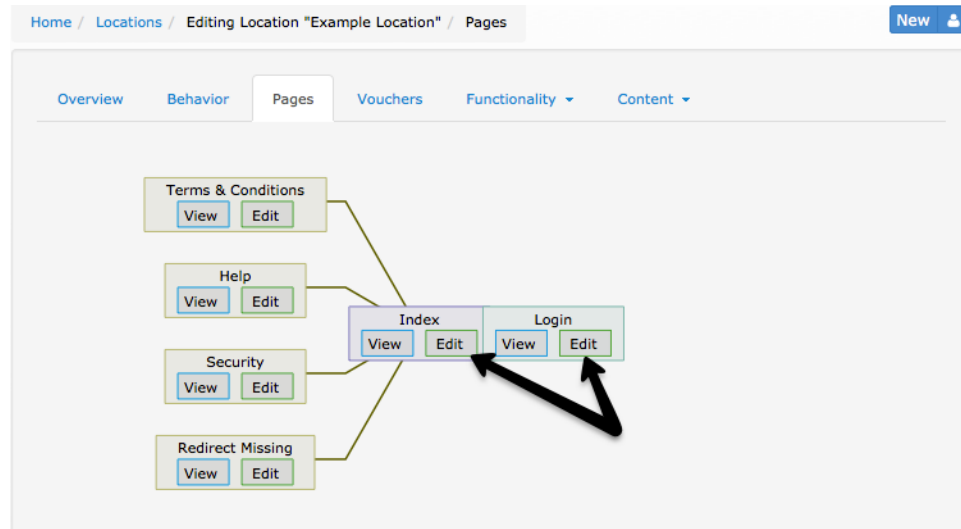 Home / Locations / Editing Location "Example Location" / Pages
New
Overview Behavior Pages Vouchers Functionality Content
Terms & Conditions
View Edit
Help
View Edit
Index Login
View Edit View Edit
Security
View Edit
Redirect Missing
View Edit